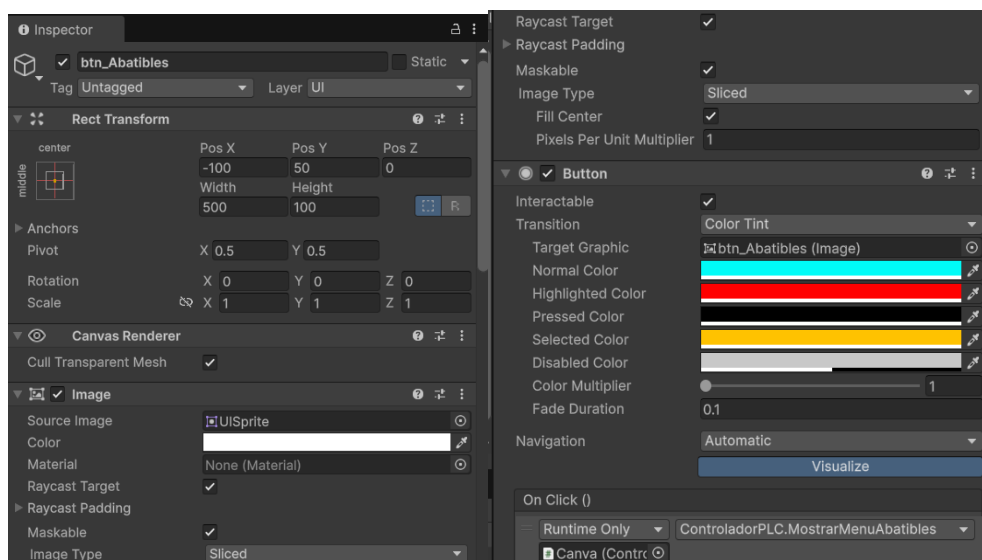 Inspector
btn_Abatibles Static
Tag Untagged Layer UI
Rect Transform
center Pos X Pos Y Pos Z
middle -100 50 0
Width Height
500 100 R
Anchors
Pivot X 0.5 Y 0.5
Rotation X 0 Y 0 Z 0
Scale X 1 Y 1 Z 1
Canvas Renderer
Cull Transparent Mesh
Image
Source Image UISprite
Color
Material None (Material)
Raycast Target
Raycast Padding
Maskable
Image Type Sliced
Raycast Target
Raycast Padding
Maskable
Image Type Sliced
Fill Center
Pixels Per Unit Multiplier 1
Button
Interactable
Transition Color Tint
Target Graphic btn_Abatibles (Image)
Normal Color
Highlighted Color
Pressed Color
Selected Color
Disabled Color
Color Multiplier 1
Fade Duration 0.1
Navigation Automatic
Visualize
On Click ()
Runtime Only ControladorPLC.MostrarMenuAbatibles
Canva (Contro